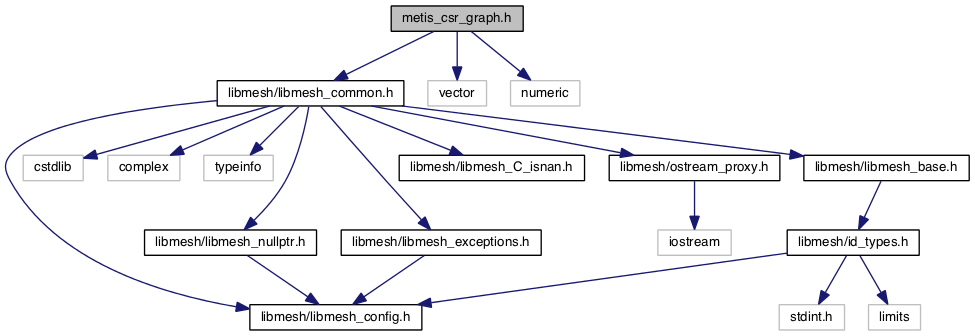 metis_csr_graph.h
libmesh/libmesh_common.h
vector
numeric
cstdlib
complex
typeinfo
libmesh/libmesh_C_isnan.h
libmesh/ostream_proxy.h
libmesh/libmesh_base.h
libmesh/libmesh_nullptr.h
libmesh/libmesh_exceptions.h
iostream
libmesh/id_types.h
libmesh/libmesh_config.h
stdint.h
limits